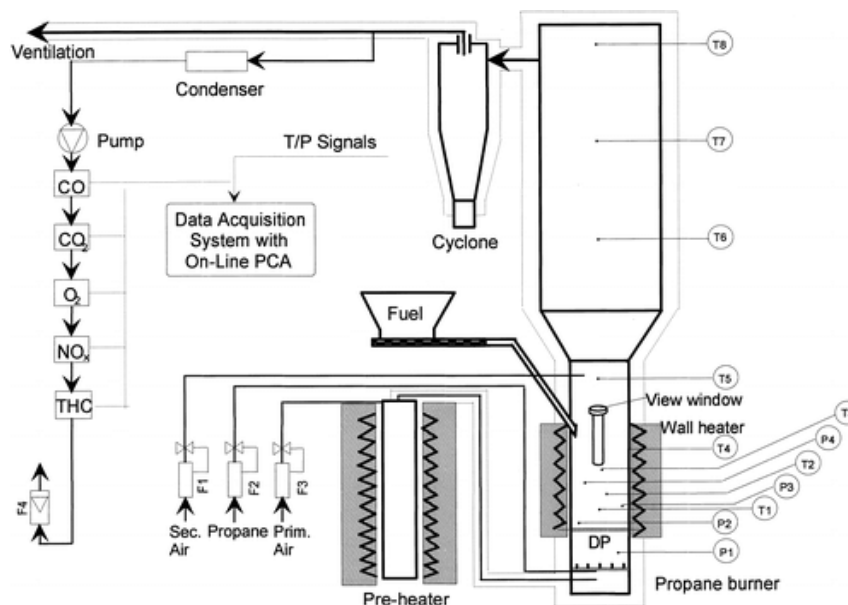 T8
Ventilation
Condenser
Pump
T/P Signals
T7
CO
Data Acquisition
System with
On-Line PCA
Cyclone
T6
CO2
O2
Fuel
NOx
T5
THC
View window
Wall heater
T
T4
P4
T2
P3
T1
P2
F4
F1
F2
F3
Sec.
Air
Propane
Prim.
Air
DP
P1
Pre-heater
Propane burner